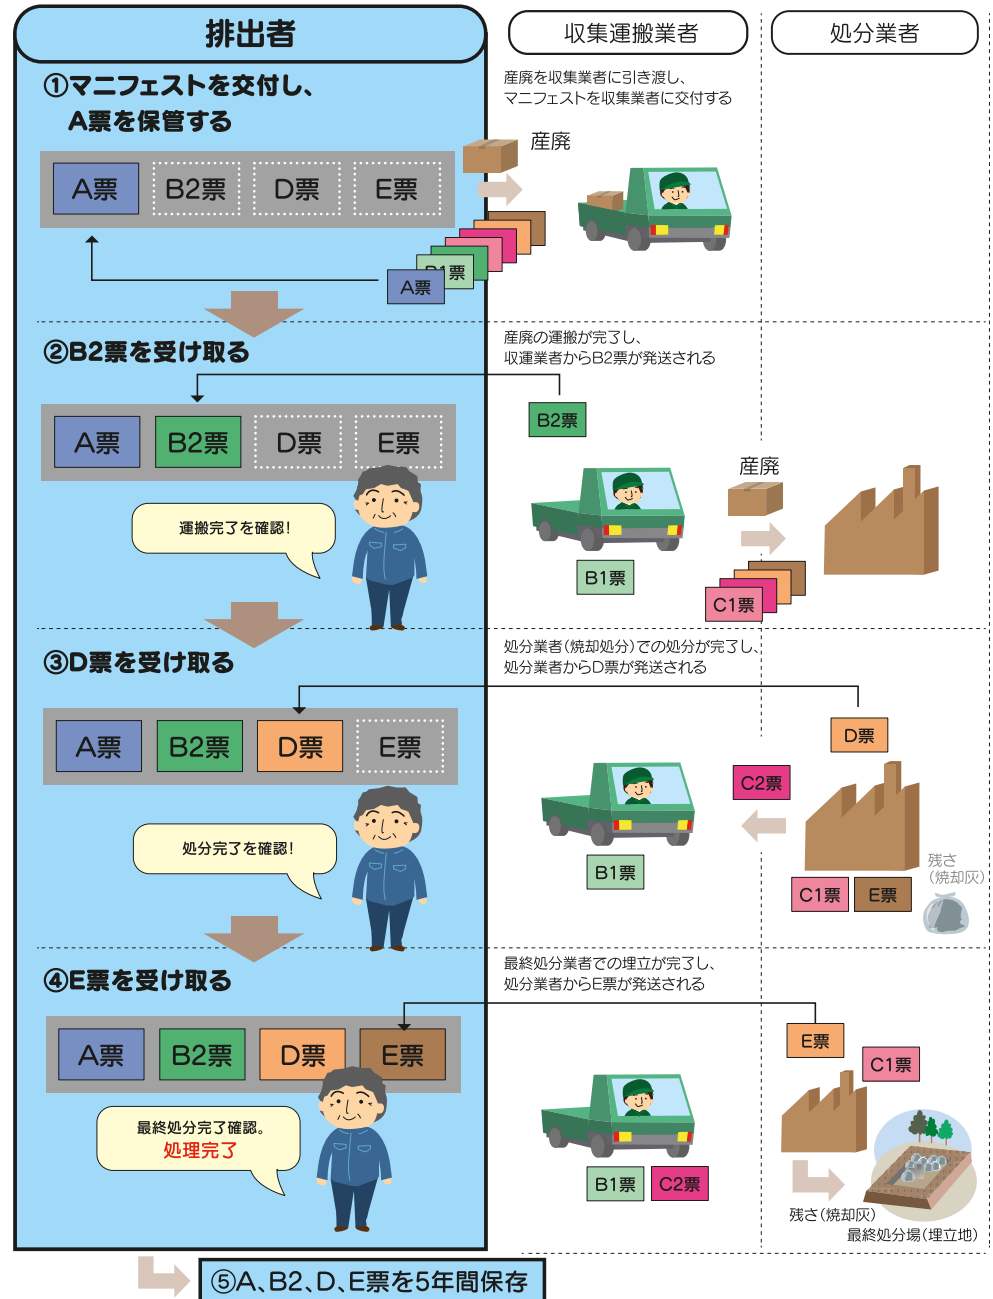 排出者
収集運搬業者
処分業者
①マニフェストを交付し、
A票を保管する
産廃を収集業者に引き渡し、
マニフェストを収集業者に交付する
産廃
A票
B2票
D票
E票
B1票
A票
②B2票を受け取る
産廃の運搬が完了し、
収運業者からB2票が発送される
B2票
A票
B2票
D票
E票
産廃
運搬完了を確認！
B1票
C1票
③D票を受け取る
処分業者（焼却処分）での処分が完了し、
処分業者からD票が発送される
D票
A票
B2票
D票
E票
C2票
処分完了を確認！
B1票
C1票
E票
残さ
（焼却灰）
④E票を受け取る
最終処分業者での埋立が完了し、
処分業者からE票が発送される
E票
C1票
A票
B2票
D票
E票
最終処分完了確認。
処理完了
B1票
C2票
残さ（焼却灰）
最終処分場（埋立地）
⑤A、B2、D、E票を5年間保存